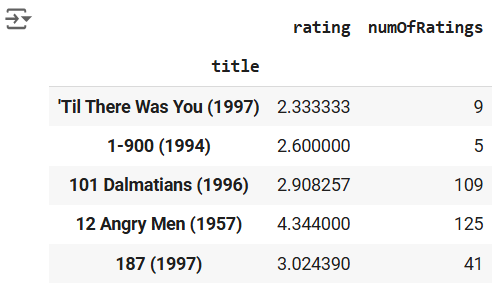 rating numOfRatings
title
'Til There Was You (1997) 2.333333 9
1-900 (1994) 2.600000 5
101 Dalmatians (1996) 2.908257 109
12 Angry Men (1957) 4.344000 125
187 (1997) 3.024390 41